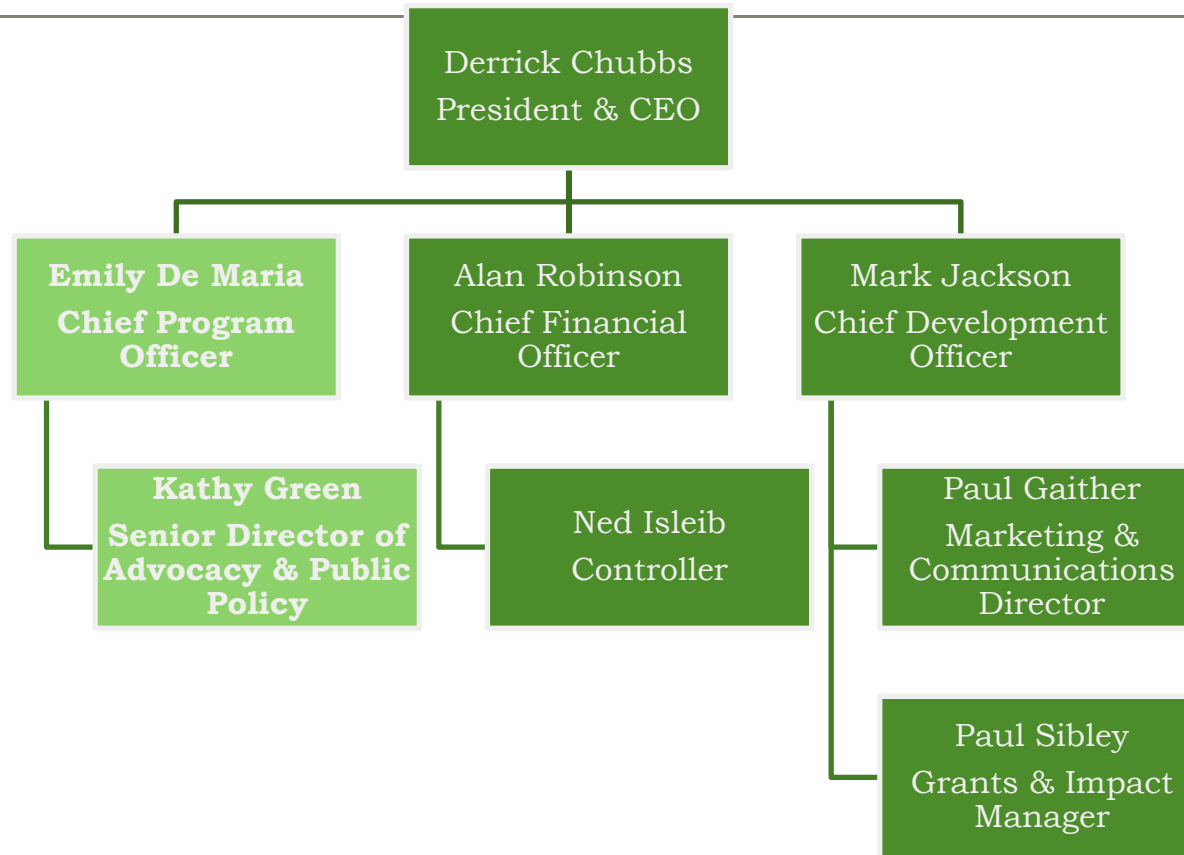 Derrick Chubbs
President & CEO
Emily De Maria
Chief Program
Officer
Alan Robinson
Chief Financial
Officer
Mark Jackson
Chief Development
Officer
Kathy Green
Senior Director of
Advocacy & Public
Policy
Ned Isleib
Controller
Paul Gaither
Marketing &
Communications
Director
Paul Sibley
Grants & Impact
Manager